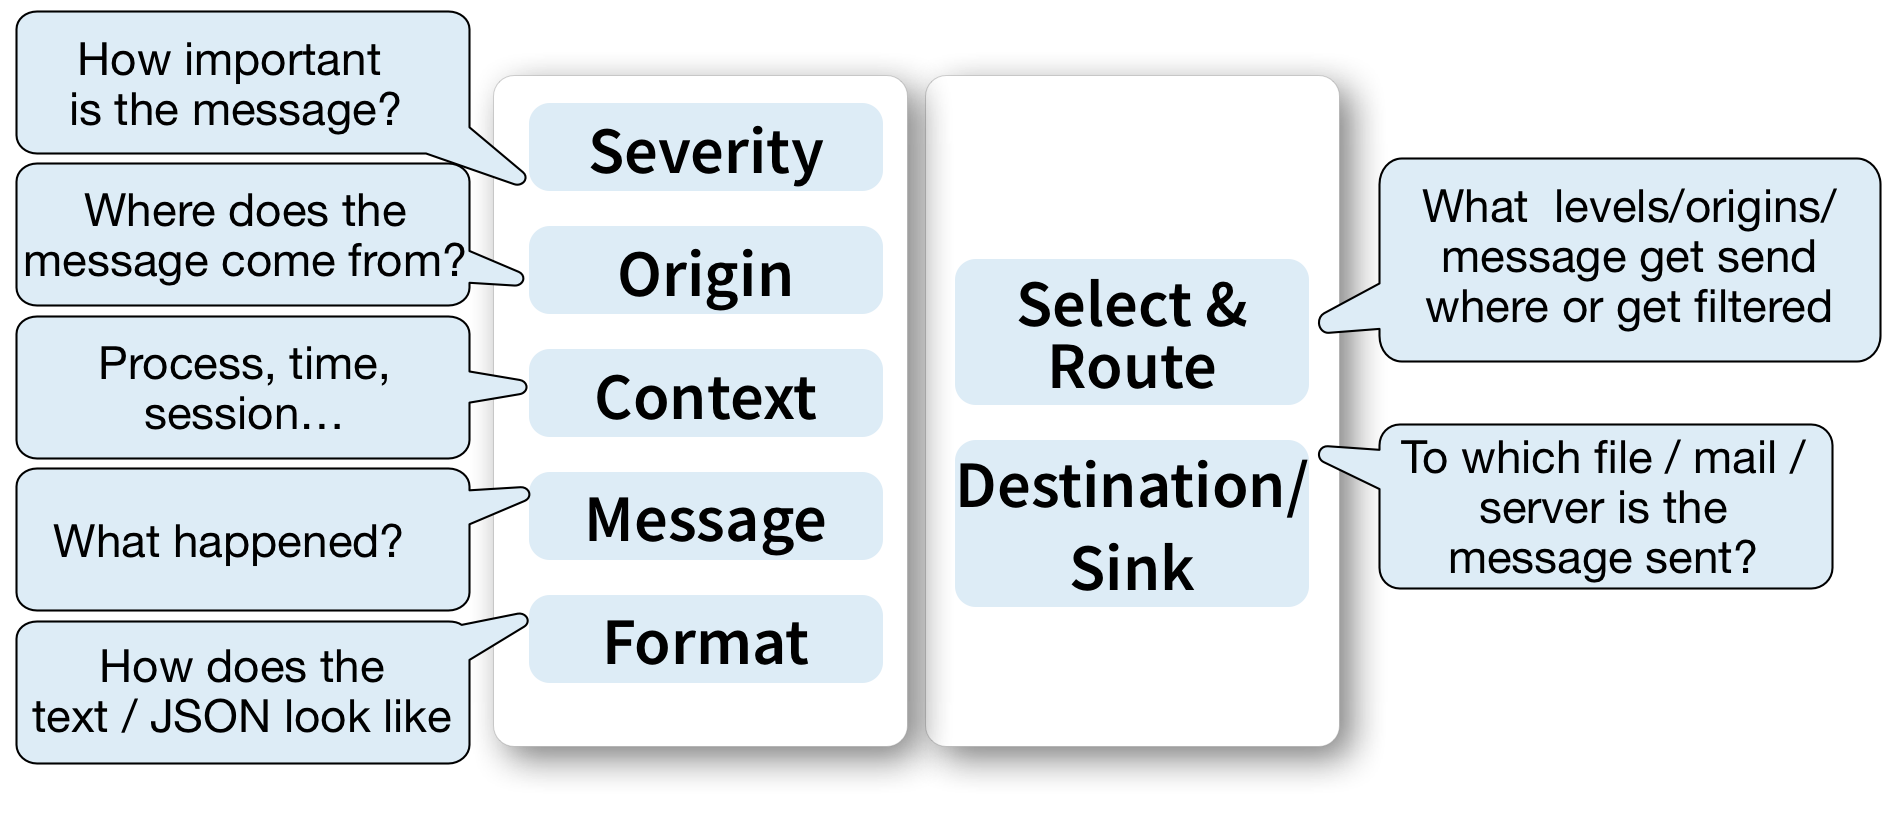 How important
is the message?
Where does the
message come from?
Process, time,
session…
What happened?
How does the
text / JSON look like
Severity
Origin
Context
Message
Format
Select &
Route
Destination/
Sink
What  levels/origins/
message get send
where or get filtered
To which file / mail /
server is the
message sent?